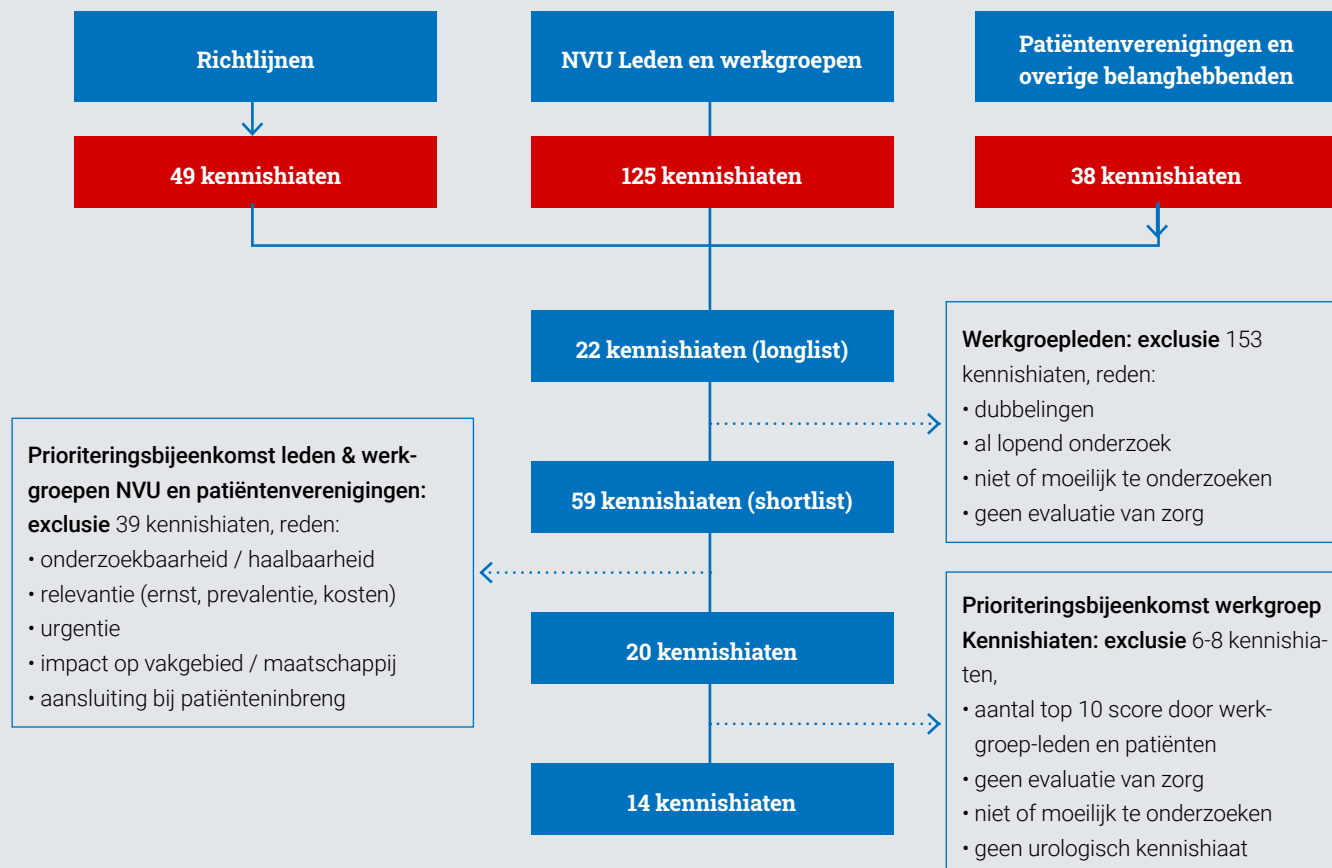 Richtlijnen
NVU Leden en werkgroepen
Patiëntenverenigingen en
overige belanghebbenden
49 kennishiaten
125 kennishiaten
38 kennishiaten
22 kennishiaten (longlist)
Werkgroepleden: exclusie 153
kennishiaten, reden:
• dubbelingen
• al lopend onderzoek
• niet of moeilijk te onderzoeken
• geen evaluatie van zorg
59 kennishiaten (shortlist)
Prioriteringsbijeenkomst leden & werk-
groepen NVU en patiëntenverenigingen:
exclusie 39 kennishiaten, reden:
• onderzoekbaarheid / haalbaarheid
• relevantie (ernst, prevalentie, kosten)
• urgentie
• impact op vakgebied / maatschappij
• aansluiting bij patiënteninbreng
20 kennishiaten
Prioriteringsbijeenkomst werkgroep
Kennishiaten: exclusie 6-8 kennishia-
ten,
• aantal top 10 score door werk-
groep-leden en patiënten
• geen evaluatie van zorg
• niet of moeilijk te onderzoeken
• geen urologisch kennishiaat
14 kennishiaten